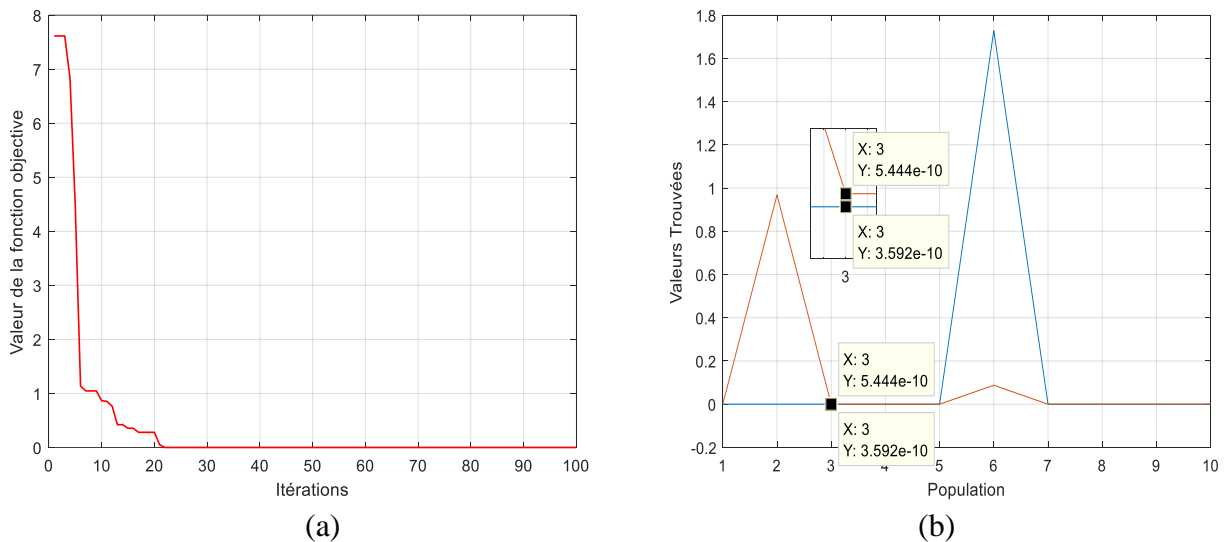 8
7
6
5
4
3
2
1
0
Valeur de la fonction objective
0 10 20 30 40 50 60 70 80 90 100
Itérations
(a)
1.8
1.6
1.4
1.2
1
0.8
0.6
0.4
0.2
0
-0.2
Valeurs Trouvées
X: 3
Y: 5.444e-10
X: 3
Y: 3.592e-10
3
X: 3
Y: 5.444e-10
X: 3
Y: 3.592e-10
1 2 3 4 5 6 7 8 9 10
Population
(b)